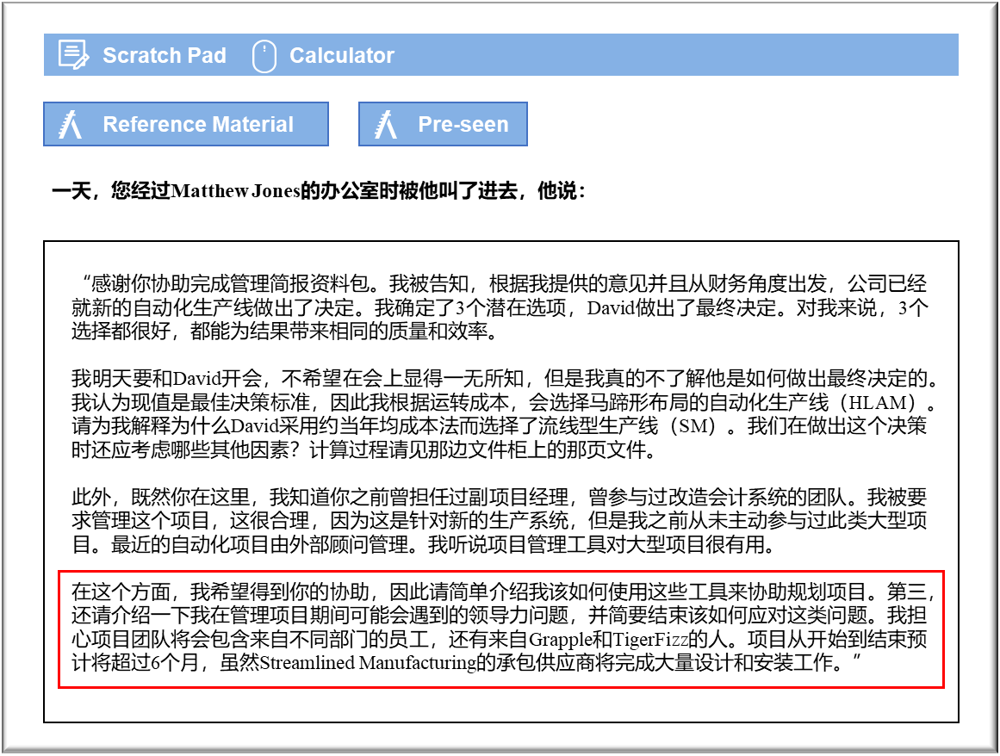 Scratch Pad Calculator
Reference Material Pre-seen
一天，您经过Matthew Jones的办公室时被他叫了进去，他说：
“感谢你协助完成管理简报资料包。我被告知，根据我提供的意见并且从财务角度出发，公司已经
就新的自动化生产线做出了决定。我确定了3个潜在选项，David做出了最终决定。对我来说，3个
选择都很好，都能为结果带来相同的质量和效率。
我明天要和David开会，不希望在会上显得一无所知，但是我真的不了解他是如何做出最终决定的。
我认为现值是最佳决策标准，因此我根据运转成本，会选择马蹄形布局的自动化生产线（HLAM）。
请为我解释为什么David采用约当年均成本法而选择了流线型生产线（SM）。我们在做出这个决策
时还应考虑哪些其他因素？计算过程请见那边文件柜上的那页文件。
此外，既然你在这里，我知道你之前曾担任过副项目经理，曾参与过改造会计系统的团队。我被要
求管理这个项目，这很合理，因为这是针对新的生产系统，但是我之前从未主动参与过此类大型项
目。最近的自动化项目由外部顾问管理。我听说项目管理工具对大型项目很有用。
在这个方面，我希望得到你的协助，因此请简单介绍我该如何使用这些工具来协助规划项目。第三，
还请介绍一下我在管理项目期间可能会遇到的领导力问题，并简要结束该如何应对这类问题。我担
心项目团队将会包含来自不同部门的员工，还有来自Grapple和TigerFizz的人。项目从开始到结束预
计将超过6个月，虽然Streamlined Manufacturing的承包供应商将完成大量设计和安装工作。”